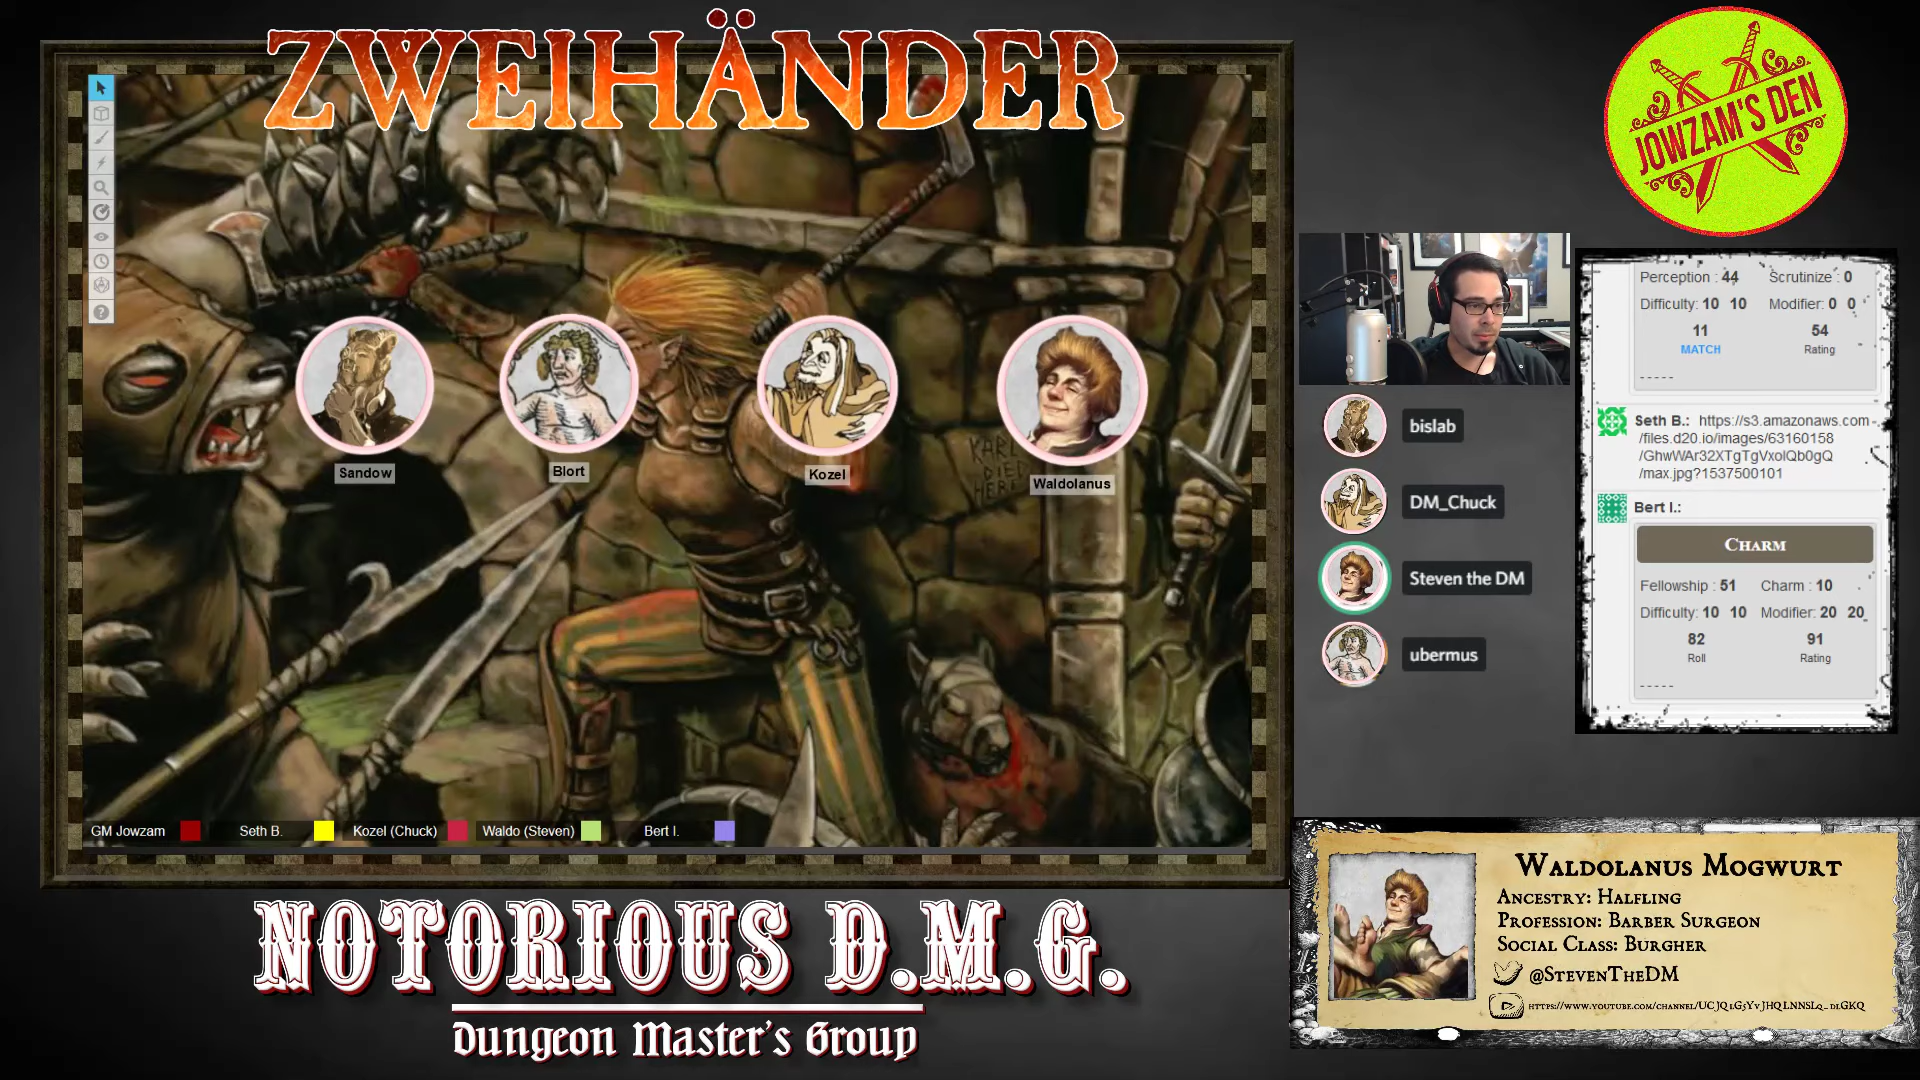 ZWEIHÄNDER
JOWZAM'S DEN
KARL
DIED
HERE
Sandow
Blort
Kozel
Waldolanus
GM Jowzam
Seth B.
Kozel (Chuck)
Waldo (Steven)
Bert I.
NOTORIOUS D.M.G.
Dungeon Master's Group
bislab
DM_Chuck
Steven the DM
ubermus
Perception : 44 Scrutinize : 0
Difficulty: 10 10 Modifier: 0 0
11 54
MATCH Rating
-----
Seth B.: https://s3.amazonaws.com
/files.d20.io/images/63160158
/GhwWAr32XTgTgVxolQb0gQ
/max.jpg?1537500101
Bert I.:
CHARM
Fellowship : 51 Charm : 10
Difficulty: 10 10 Modifier: 20 20
82 91
Roll Rating
-----
WALDOLANUS MOGWURT
ANCESTRY: HALFLING
PROFESSION: BARBER SURGEON
SOCIAL CLASS: BURGHER
@STEVENTHEDM